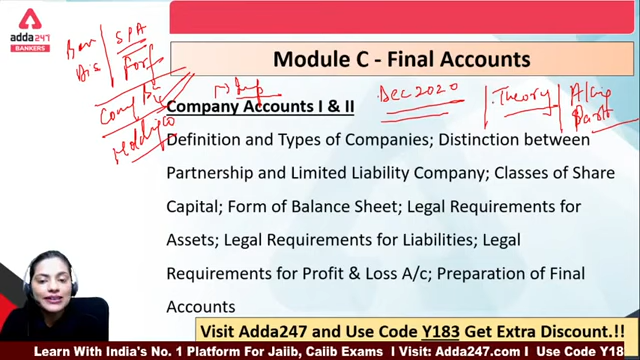 adda247
BANKERS
Module C - Final Accounts
SPA
Dis
Dec 2020
Theory
Company Accounts I & II
Definition and Types of Companies; Distinction between
Partnership and Limited Liability Company; Classes of Share
Capital; Form of Balance Sheet; Legal Requirements for
Assets; Legal Requirements for Liabilities; Legal
Requirements for Profit & Loss A/c; Preparation of Final
Accounts
Visit Adda247 and Use Code Y183 Get Extra Discount.!!
Learn With India's No. 1 Platform For Jaiib, Caiib Exams I Visit: Adda247.com I Use Code Y18